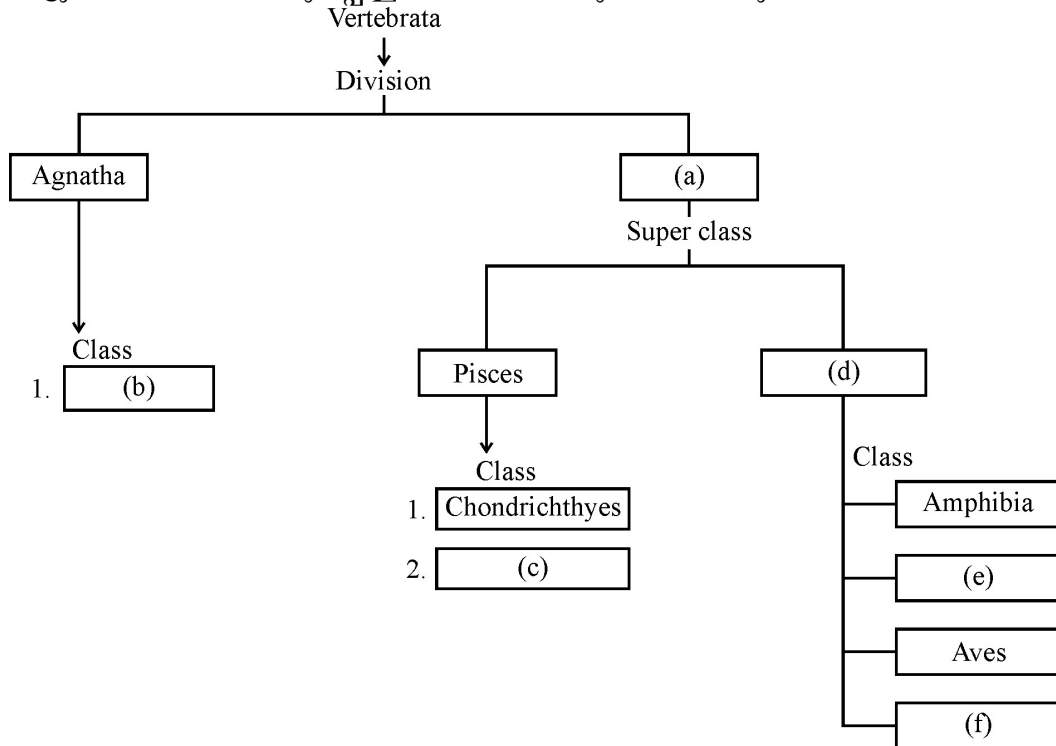 Vertebrata
Division
Agnatha
(a)
Super class
Class
1. (b)
Pisces
(d)
Class
1. Chondrichthyes
2. (c)
Class
Amphibia
(e)
Aves
(f)